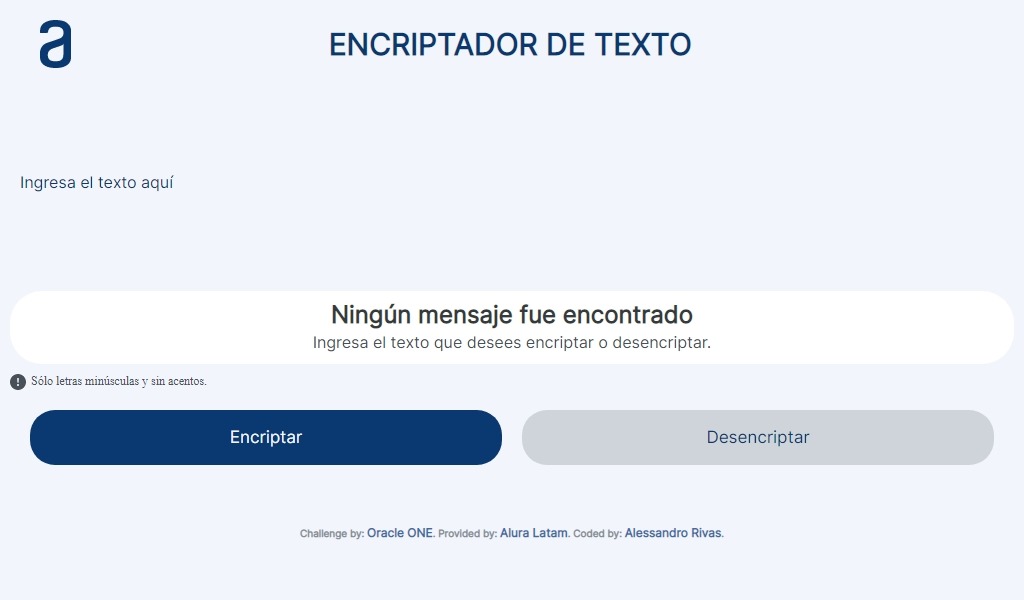 a
ENCRIPTADOR DE TEXTO
Ingresa el texto aquí
Ningún mensaje fue encontrado
Ingresa el texto que desees encriptar o desencriptar.
! Sólo letras minúsculas y sin acentos.
Encriptar
Desencriptar
Challenge by: Oracle ONE. Provided by: Alura Latam. Coded by: Alessandro Rivas.